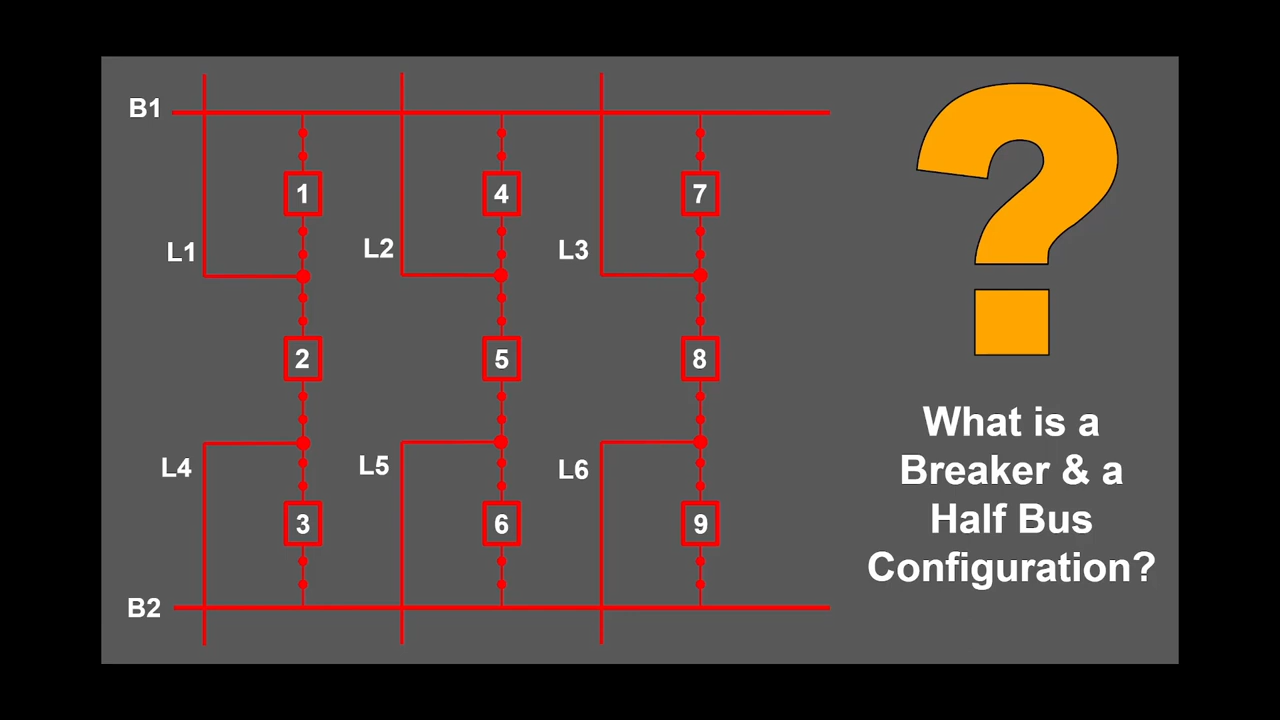 B1
1
4
7
L1
L2
L3
2
5
8
L4
L5
L6
3
6
9
B2
What is a
Breaker & a
Half Bus
Configuration?